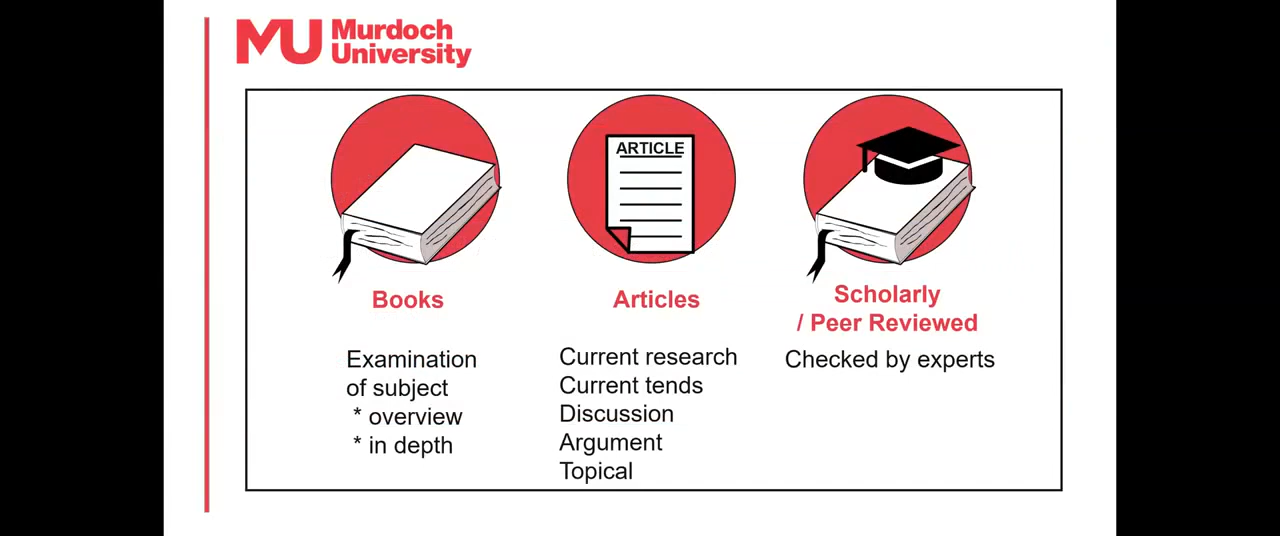 MU Murdoch
University
ARTICLE
Books
Examination
of subject
* overview
* in depth
Articles
Current research
Current tends
Discussion
Argument
Topical
Scholarly
/ Peer Reviewed
Checked by experts